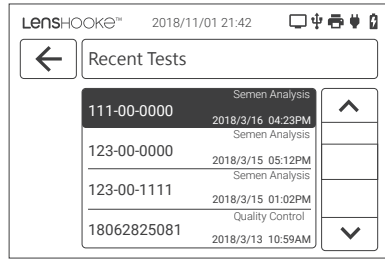 LENSHOOKE™ 2018/11/01 21:42
Recent Tests
Semen Analysis
111-00-0000
2018/3/16 04:23PM
Semen Analysis
123-00-0000
2018/3/15 05:12PM
Semen Analysis
123-00-1111
2018/3/15 01:02PM
Quality Control
18062825081
2018/3/13 10:59AM